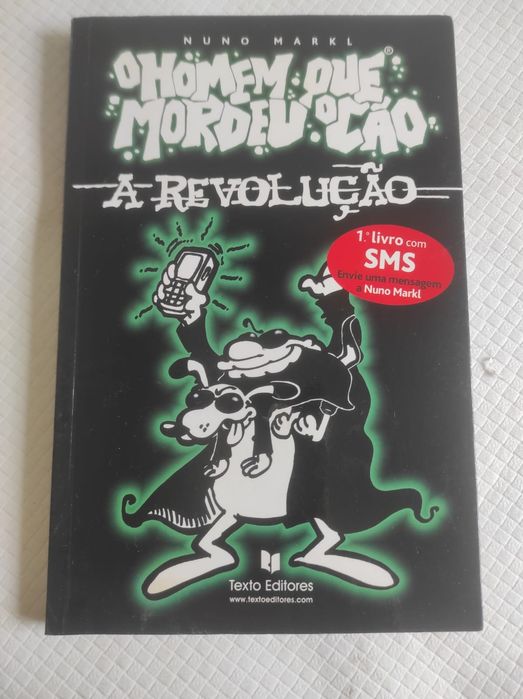 NUNO MARKL
O HOMEM QUE
MORDEU O CÃO®
A REVOLUÇÃO
1.º livro com
SMS
Envie uma mensagem
a Nuno Markl
Texto Editores
www.textoeditores.com